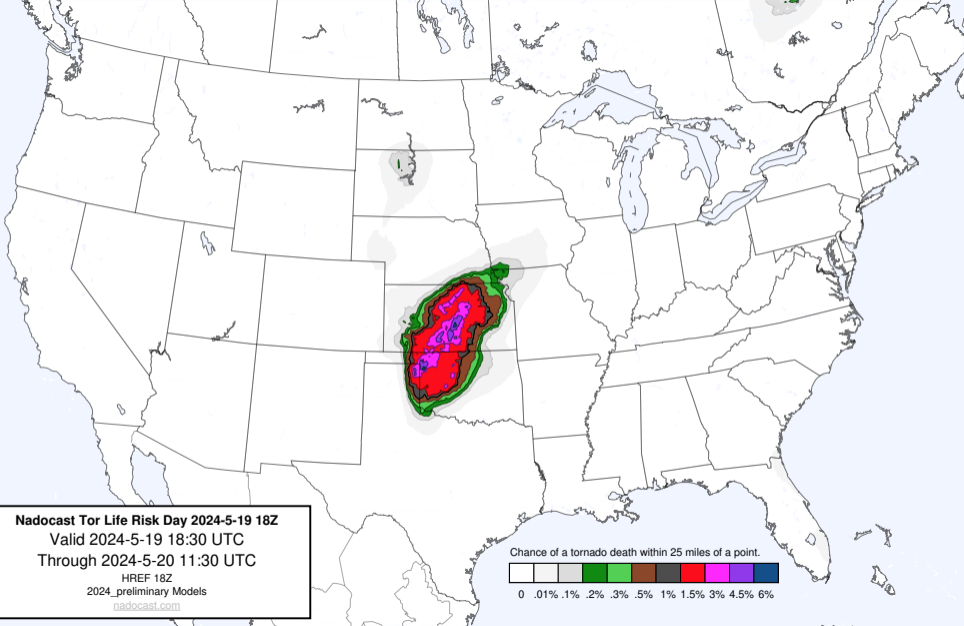 Nadocast Tor Life Risk Day 2024-5-19 18Z
Valid 2024-5-19 18:30 UTC
Through 2024-5-20 11:30 UTC
HREF 18Z
2024_preliminary Models
nadocast.com
Chance of a tornado death within 25 miles of a point.
0 .01% .1% .2% .3% .5% 1% 1.5% 3% 4.5% 6%